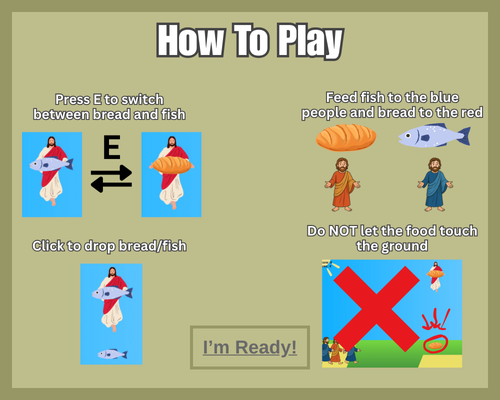 How To Play
Press E to switch
between bread and fish
E
Feed fish to the blue
people and bread to the red
Click to drop bread/fish
Do NOT let the food touch
the ground
I'm Ready!